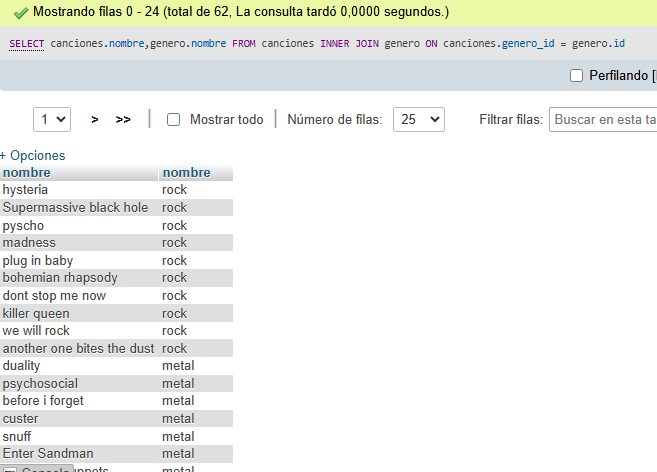 Mostrando filas 0 - 24 (total de 62, La consulta tardó 0,0000 segundos.)
SELECT canciones.nombre,genero.nombre FROM canciones INNER JOIN genero ON canciones.genero_id = genero.id
Perfilando [
1 > >> Mostrar todo Número de filas: 25 Filtrar filas: Buscar en esta ta
+ Opciones
nombre nombre
hysteria rock
Supermassive black hole rock
pyscho rock
madness rock
plug in baby rock
bohemian rhapsody rock
dont stop me now rock
killer queen rock
we will rock rock
another one bites the dust rock
duality metal
psychosocial metal
before i forget metal
custer metal
snuff metal
Enter Sandman metal
metal